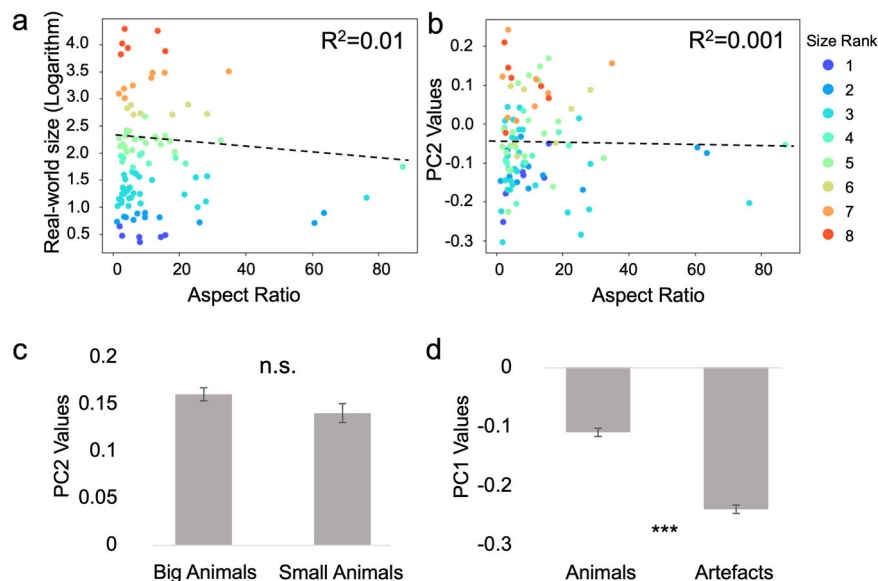 a
R²=0.01
Real-world size (Logarithm)
4.0
3.5
3.0
2.5
2.0
1.5
1.0
0.5
0
20
40
60
80
Aspect Ratio
b
R²=0.001
PC2 Values
0.2
0.1
0.0
-0.1
-0.2
-0.3
0
20
40
60
80
Aspect Ratio
Size Rank
1
2
3
4
5
6
7
8
c
n.s.
PC2 Values
0.2
0.15
0.1
0.05
0
Big Animals
Small Animals
d
PC1 Values
0
-0.1
-0.2
-0.3
***
Animals
Artefacts